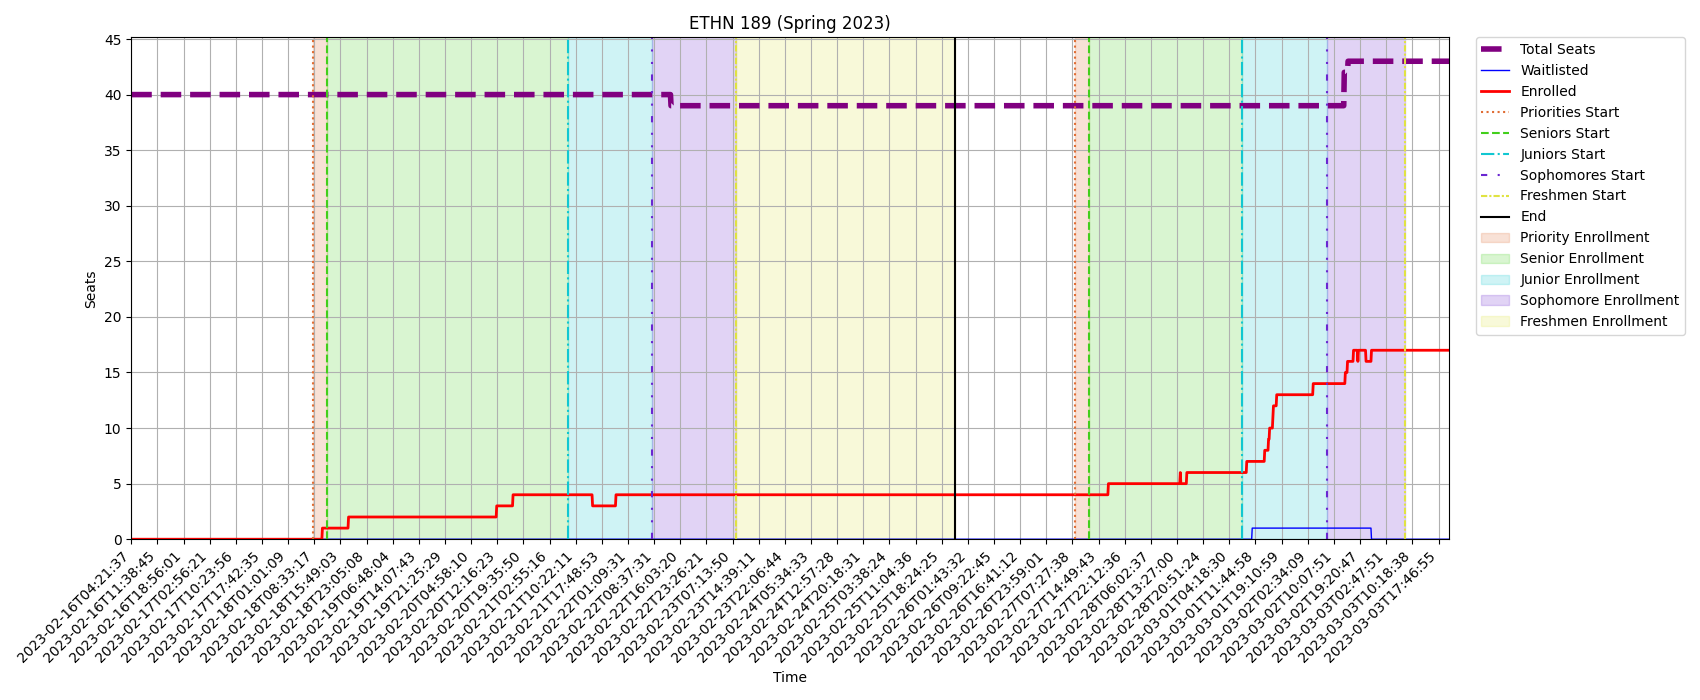 ETHN 189 (Spring 2023)
45
40
35
30
25
20
15
10
5
0
Seats
2023-02-16T04:21:37
2023-02-16T11:38:45
2023-02-16T18:56:01
2023-02-17T02:56:21
2023-02-17T10:23:56
2023-02-17T17:42:35
2023-02-18T01:01:09
2023-02-18T08:33:17
2023-02-18T15:49:03
2023-02-18T23:05:08
2023-02-19T06:48:04
2023-02-19T14:07:43
2023-02-19T21:25:29
2023-02-20T04:58:10
2023-02-20T12:16:23
2023-02-20T19:35:50
2023-02-21T02:55:16
2023-02-21T10:22:11
2023-02-21T17:48:53
2023-02-22T01:09:31
2023-02-22T08:37:31
2023-02-22T16:03:20
2023-02-22T23:26:21
2023-02-23T07:13:50
2023-02-23T14:39:11
2023-02-23T22:06:44
2023-02-24T05:34:33
2023-02-24T12:57:28
2023-02-24T20:18:31
2023-02-25T03:38:24
2023-02-25T11:04:36
2023-02-25T18:24:25
2023-02-26T01:43:32
2023-02-26T09:22:45
2023-02-26T16:41:12
2023-02-26T23:59:01
2023-02-27T07:27:38
2023-02-27T14:49:43
2023-02-27T22:12:36
2023-02-28T06:02:37
2023-02-28T13:27:00
2023-02-28T20:51:24
2023-03-01T04:18:30
2023-03-01T11:44:58
2023-03-01T19:10:59
2023-03-02T02:34:09
2023-03-02T10:07:51
2023-03-02T19:20:47
2023-03-03T02:47:51
2023-03-03T10:18:38
2023-03-03T17:46:55
Time
Total Seats
Waitlisted
Enrolled
Priorities Start
Seniors Start
Juniors Start
Sophomores Start
Freshmen Start
End
Priority Enrollment
Senior Enrollment
Junior Enrollment
Sophomore Enrollment
Freshmen Enrollment